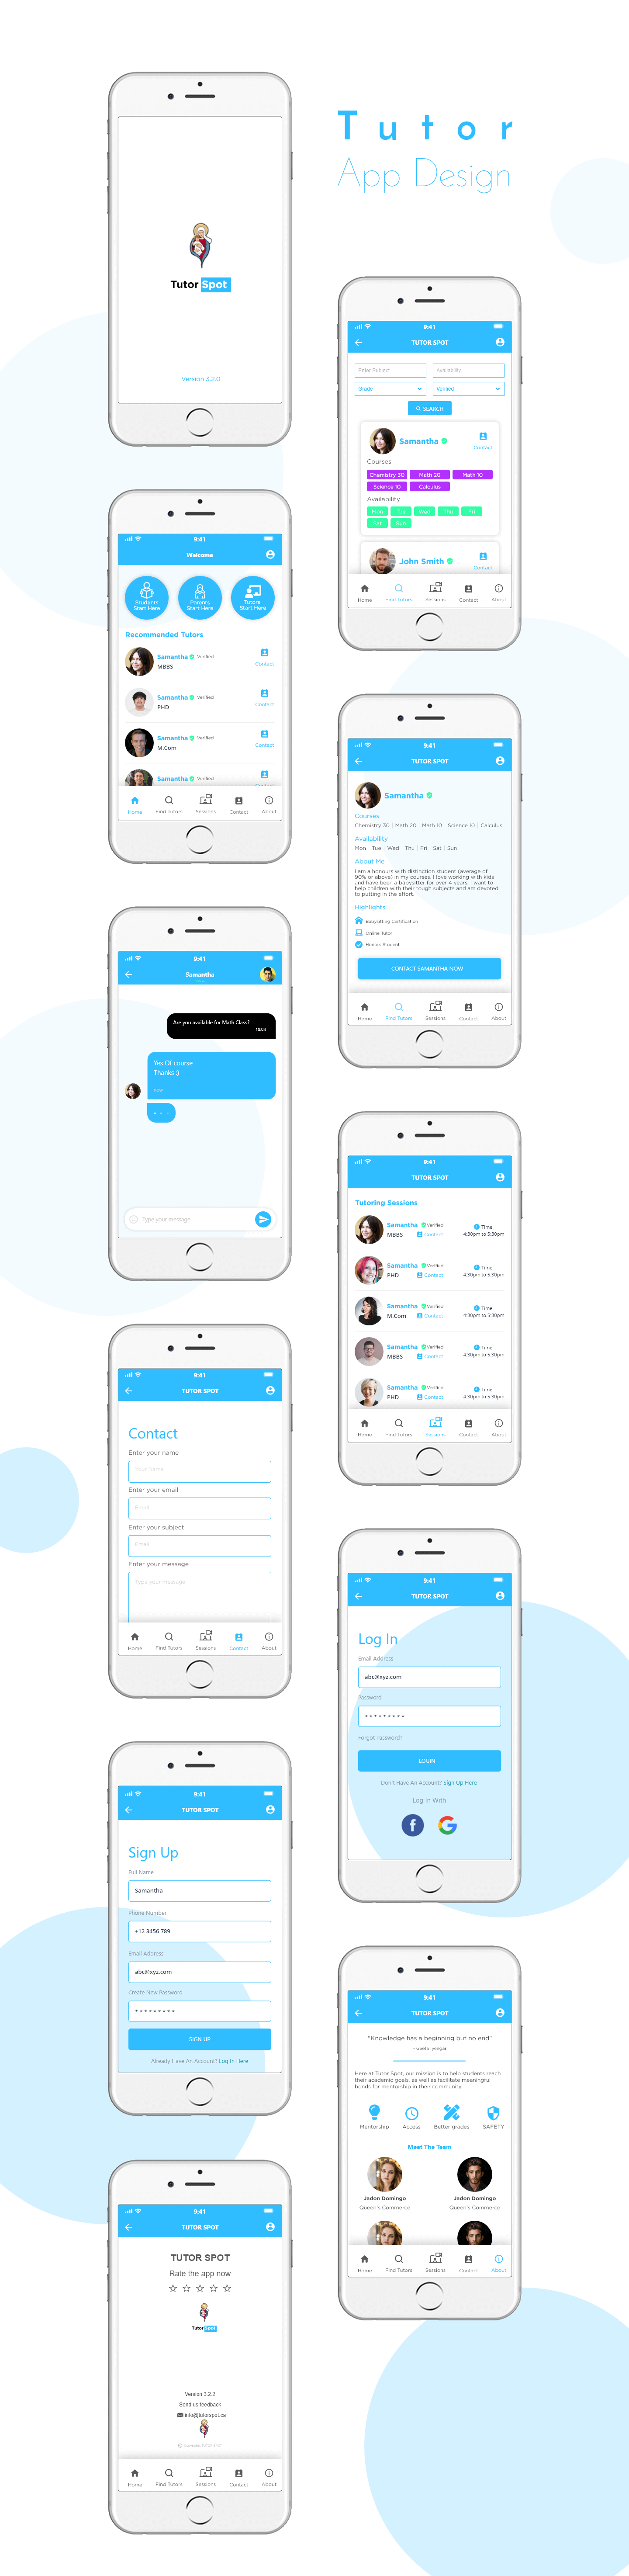 Tutor
App Design
Tutor Spot
Version 3.2.0
9:41
TUTOR SPOT
Enter Subject
Availability
Grade
Verified
SEARCH
Samantha
Contact
Courses
Chemistry 30
Math 20
Math 10
Science 10
Calculus
Availability
Mon
Tue
Wed
Thu
Fri
Sat
Sun
John Smith
Contact
Home
Find Tutors
Sessions
Contact
About
9:41
Welcome
Students
Start Here
Parents
Start Here
Tutors
Start Here
Recommended Tutors
Samantha Verified
MBBS
Contact
Samantha Verified
PHD
Contact
Samantha Verified
M.Com
Contact
Samantha Verified
Contact
Home
Find Tutors
Sessions
Contact
About
9:41
TUTOR SPOT
Samantha
Courses
Chemistry 30 | Math 20 | Math 10 | Science 10 | Calculus
Availability
Mon | Tue | Wed | Thu | Fri | Sat | Sun
About Me
I am a honours with distinction student (average of
90% or above) in my courses. I love working with kids
and have been a babysitter for over 4 years. I want to
help children with their tough subjects and am devoted
to putting in the effort.
Highlights
Babysitting Certification
Online Tutor
Honors Student
CONTACT SAMANTHA NOW
Home
Find Tutors
Sessions
Contact
About
9:41
Samantha
Are you available for Math Class?
10:04
Yes Of course
Thanks ;)
Type your message
9:41
TUTOR SPOT
Tutoring Sessions
Samantha Verified
MBBS
Contact
Time
4:30pm to 5:30pm
Samantha Verified
PHD
Contact
Time
4:30pm to 5:30pm
Samantha Verified
M.Com
Contact
Time
4:30pm to 5:30pm
Samantha Verified
MBBS
Contact
Time
4:30pm to 5:30pm
Samantha Verified
PHD
Contact
Time
4:30pm to 5:30pm
Home
Find Tutors
Sessions
Contact
About
9:41
TUTOR SPOT
Contact
Enter your name
Your Name
Enter your email
Email
Enter your subject
Email
Enter your message
Type your message
Home
Find Tutors
Sessions
Contact
About
9:41
TUTOR SPOT
Log In
Email Address
abc@xyz.com
Password
Forgot Password?
LOGIN
Don't Have An Account? Sign Up Here
Log In With
9:41
TUTOR SPOT
Sign Up
Full Name
Samantha
Phone Number
+12 3456 789
Email Address
abc@xyz.com
Create New Password
SIGN UP
Already Have An Account? Log In Here
9:41
TUTOR SPOT
"Knowledge has a beginning but no end"
- Geeta Iyengar
Here at Tutor Spot, our mission is to help students reach
their academic goals, as well as facilitate meaningful
bonds for mentorship in their community.
Mentorship
Access
Better grades
SAFETY
Meet The Team
Jadon Domingo
Queen's Commerce
Jadon Domingo
Queen's Commerce
Home
Find Tutors
Sessions
Contact
About
9:41
TUTOR SPOT
TUTOR SPOT
Rate the app now
Tutor Spot
Version 3.2.2
Send us feedback
info@tutorspot.ca
Home
Find Tutors
Sessions
Contact
About